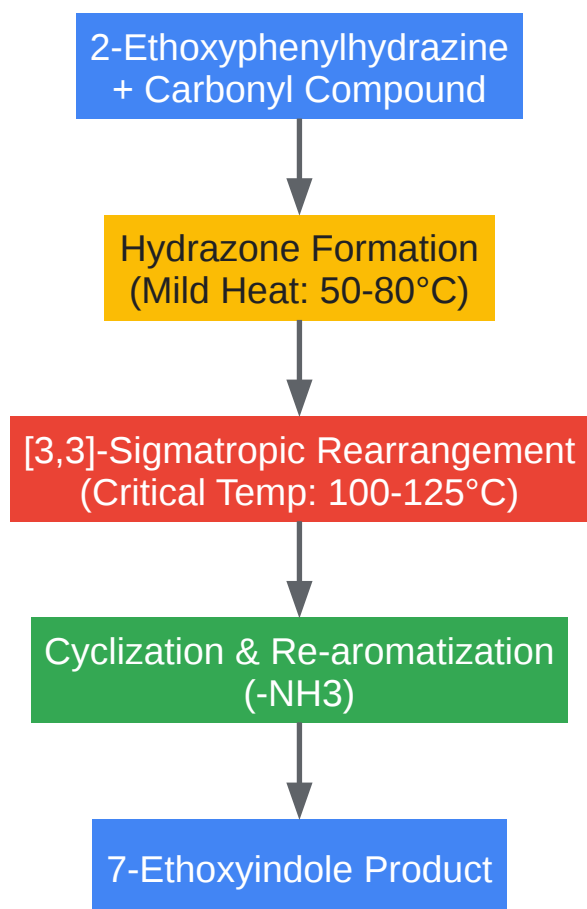 2-Ethoxyphenylhydrazine
+ Carbonyl Compound
Hydrazone Formation
(Mild Heat: 50-80°C)
[3,3]-Sigmatropic Rearrangement
(Critical Temp: 100-125°C)
Cyclization & Re-aromatization
(-NH3)
7-Ethoxyindole Product